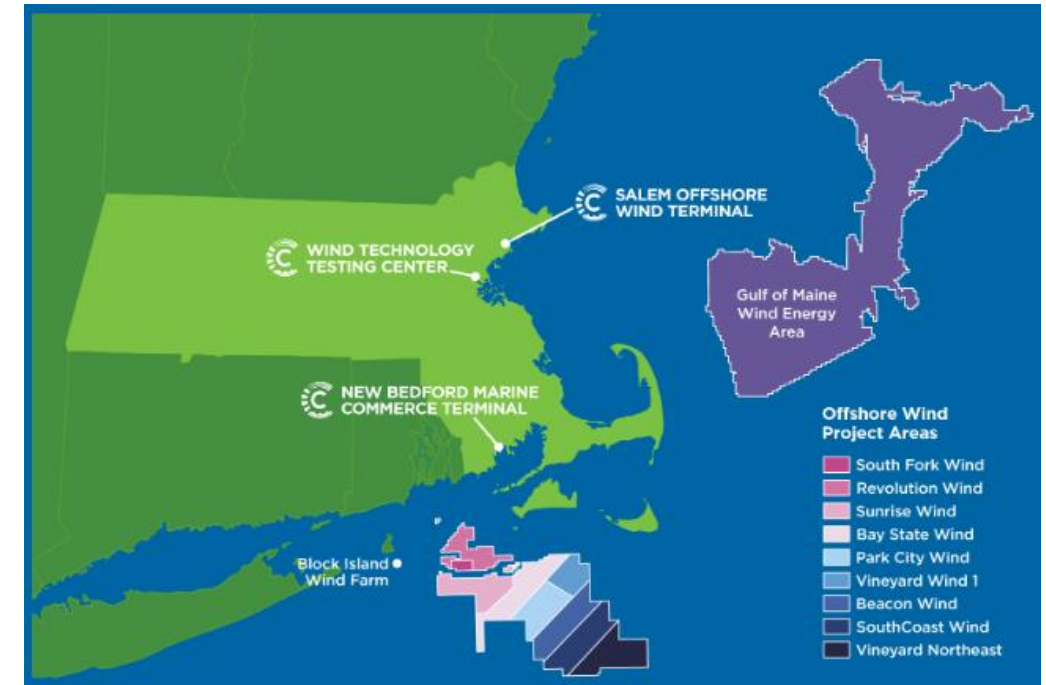 SALEM OFFSHORE
WIND TERMINAL
WIND TECHNOLOGY
TESTING CENTER
Gulf of Maine
Wind Energy
Area
NEW BEDFORD MARINE
COMMERCE TERMINAL
Offshore Wind
Project Areas
South Fork Wind
Revolution Wind
Sunrise Wind
Bay State Wind
Park City Wind
Vineyard Wind 1
Beacon Wind
SouthCoast Wind
Vineyard Northeast
Block Island
Wind Farm